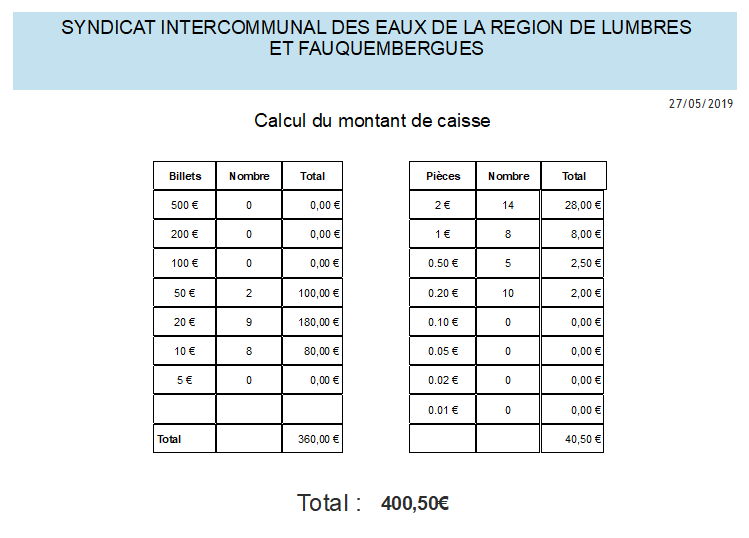 SYNDICAT INTERCOMMUNAL DES EAUX DE LA REGION DE LUMBRES
ET FAUQUEMBERGUES
27/05/2019
Calcul du montant de caisse
Billets Nombre Total
500 € 0 0,00 €
200 € 0 0,00 €
100 € 0 0,00 €
50 € 2 100,00 €
20 € 9 180,00 €
10 € 8 80,00 €
5 € 0 0,00 €
Total 360,00 €
Pièces Nombre Total
2 € 14 28,00 €
1 € 8 8,00 €
0.50 € 5 2,50 €
0.20 € 10 2,00 €
0.10 € 0 0,00 €
0.05 € 0 0,00 €
0.02 € 0 0,00 €
0.01 € 0 0,00 €
40,50 €
Total : 400,50€